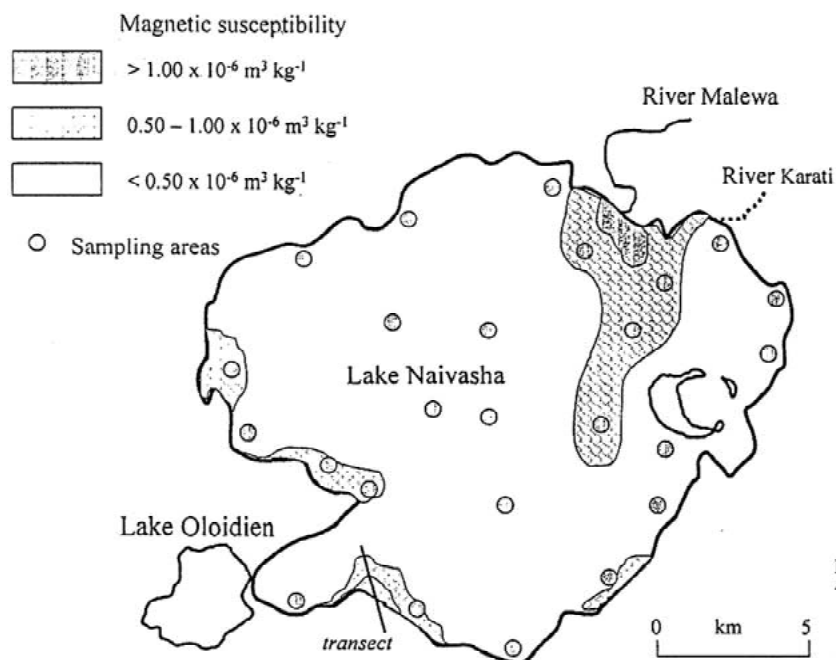 Magnetic susceptibility
> 1.00 x 10⁻⁶ m³ kg⁻¹
0.50 – 1.00 x 10⁻⁶ m³ kg⁻¹
< 0.50 x 10⁻⁶ m³ kg⁻¹
Sampling areas
River Malewa
River Karati
Lake Naivasha
Lake Oloidien
transect
0 km 5